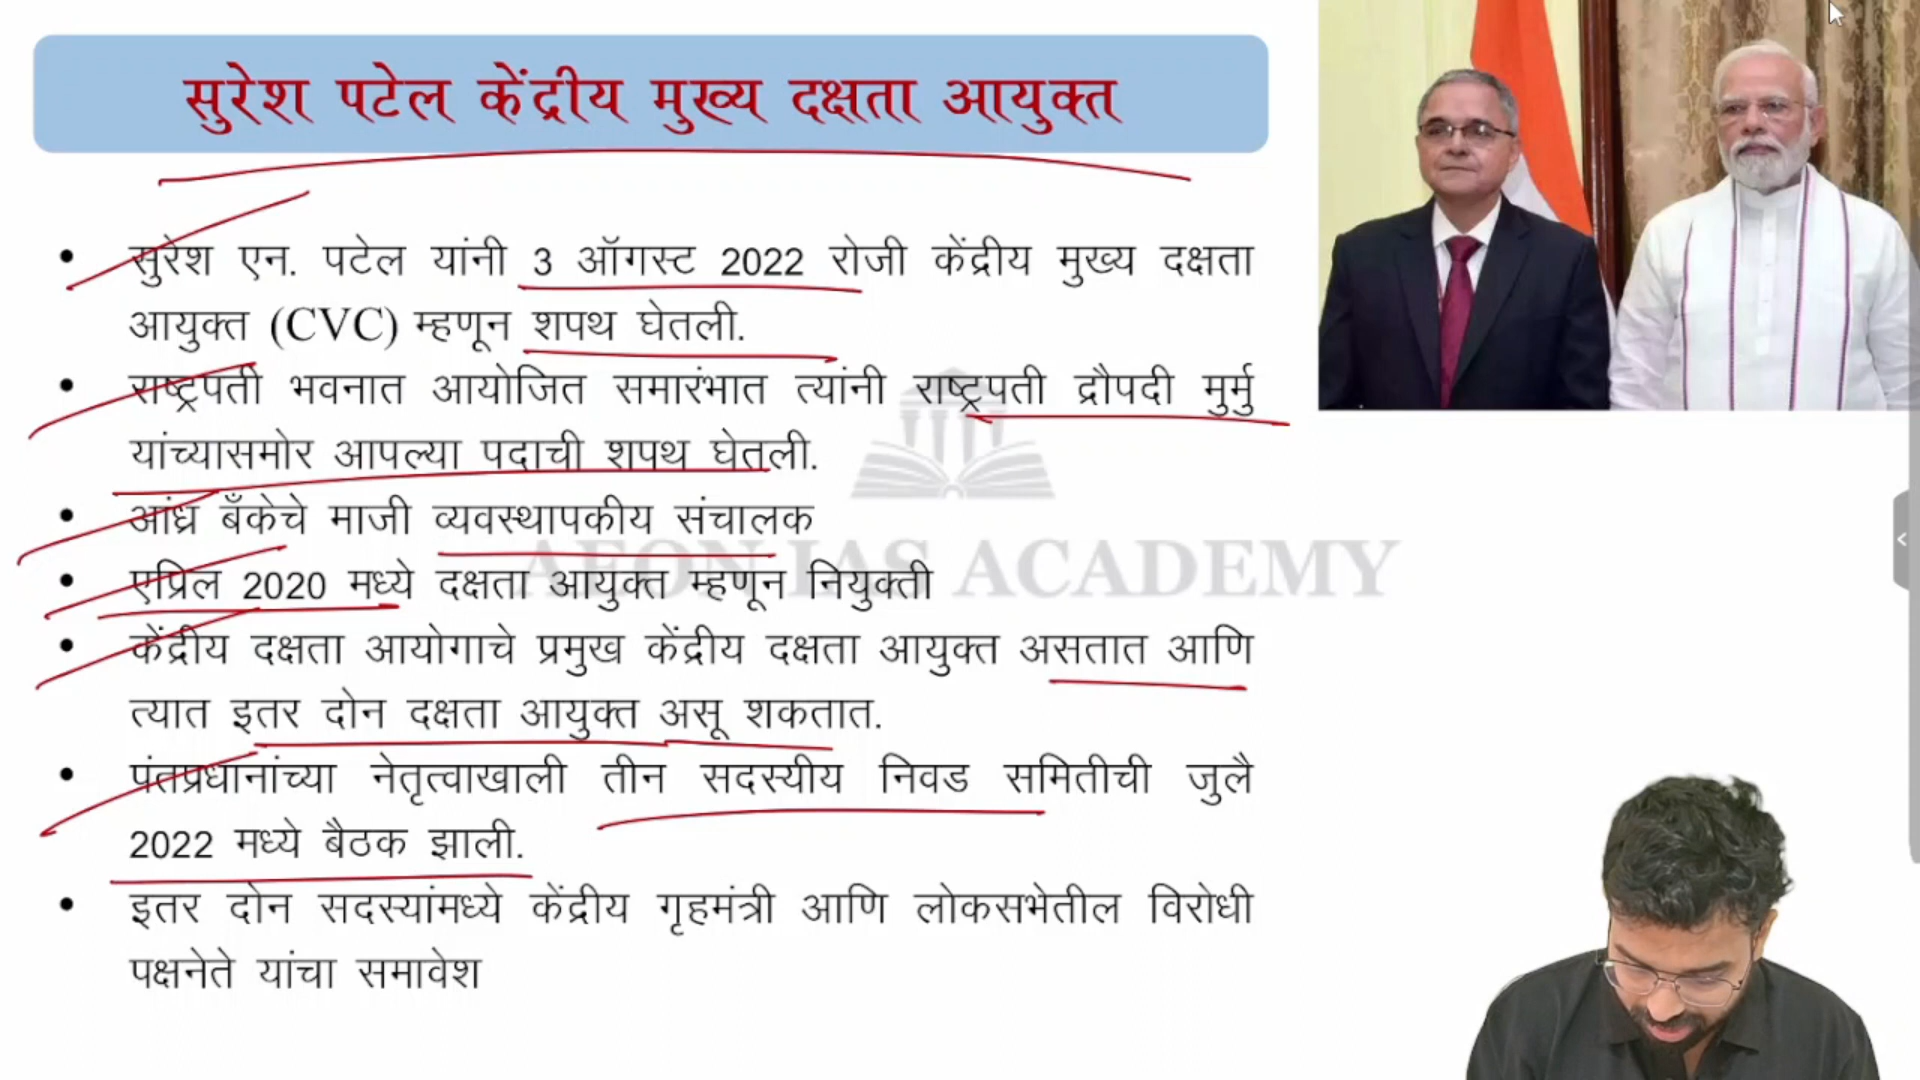 सुरेश पटेल केंद्रीय मुख्य दक्षता आयुक्त
• सुरेश एन. पटेल यांनी 3 ऑगस्ट 2022 रोजी केंद्रीय मुख्य दक्षता
आयुक्त (CVC) म्हणून शपथ घेतली.
• राष्ट्रपती भवनात आयोजित समारंभात त्यांनी राष्ट्रपती द्रौपदी मुर्मु
यांच्यासमोर आपल्या पदाची शपथ घेतली.
• आंध्र बँकेचे माजी व्यवस्थापकीय संचालक
• एप्रिल 2020 मध्ये दक्षता आयुक्त म्हणून नियुक्ती
• केंद्रीय दक्षता आयोगाचे प्रमुख केंद्रीय दक्षता आयुक्त असतात आणि
त्यात इतर दोन दक्षता आयुक्त असू शकतात.
• पंतप्रधानांच्या नेतृत्वाखाली तीन सदस्यीय निवड समितीची जुलै
2022 मध्ये बैठक झाली.
• इतर दोन सदस्यांमध्ये केंद्रीय गृहमंत्री आणि लोकसभेतील विरोधी
पक्षनेते यांचा समावेश
AEON IAS ACADEMY